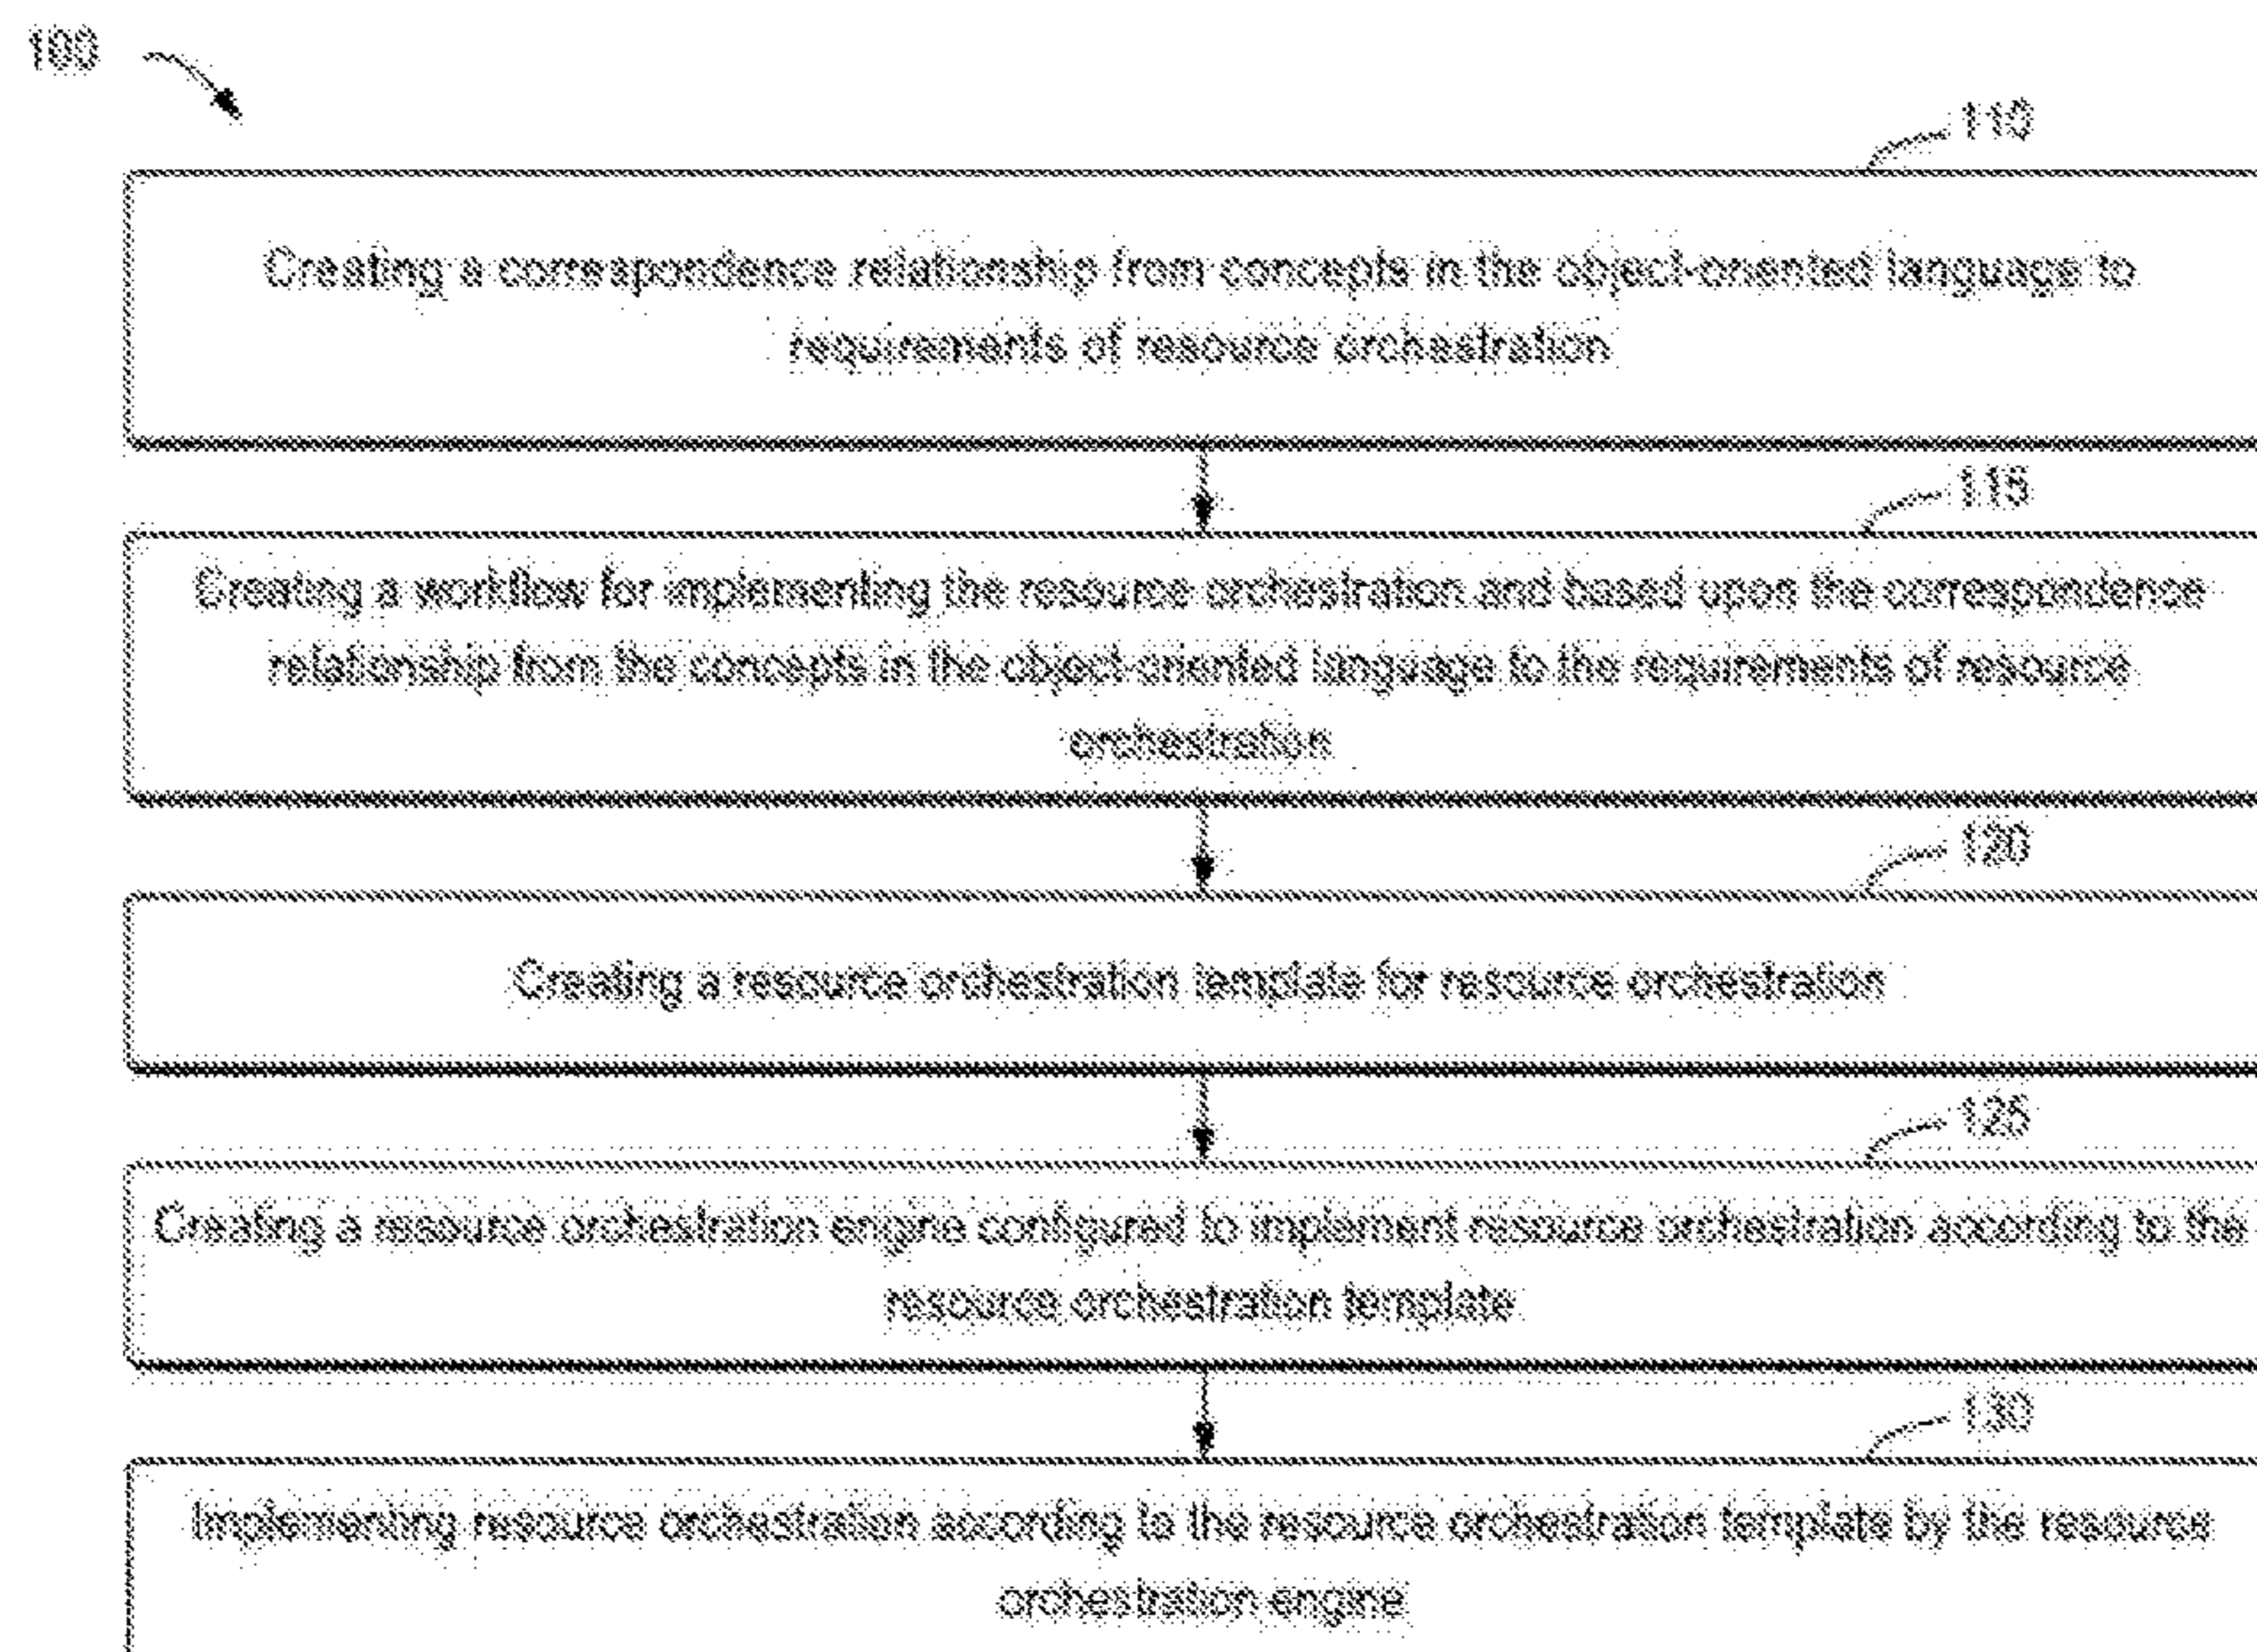 100
110
Creating a correspondence relationship from concepts in the object-oriented language to
requirements of resource orchestration
115
Creating a workflow for implementing the resource orchestration and based upon the correspondence
relationship from the concepts in the object-oriented language to the requirements of resource
orchestration
120
Creating a resource orchestration template for resource orchestration
125
Creating a resource orchestration engine configured to implement resource orchestration according to the
resource orchestration template
130
Implementing resource orchestration according to the resource orchestration template by the resource
orchestration engine